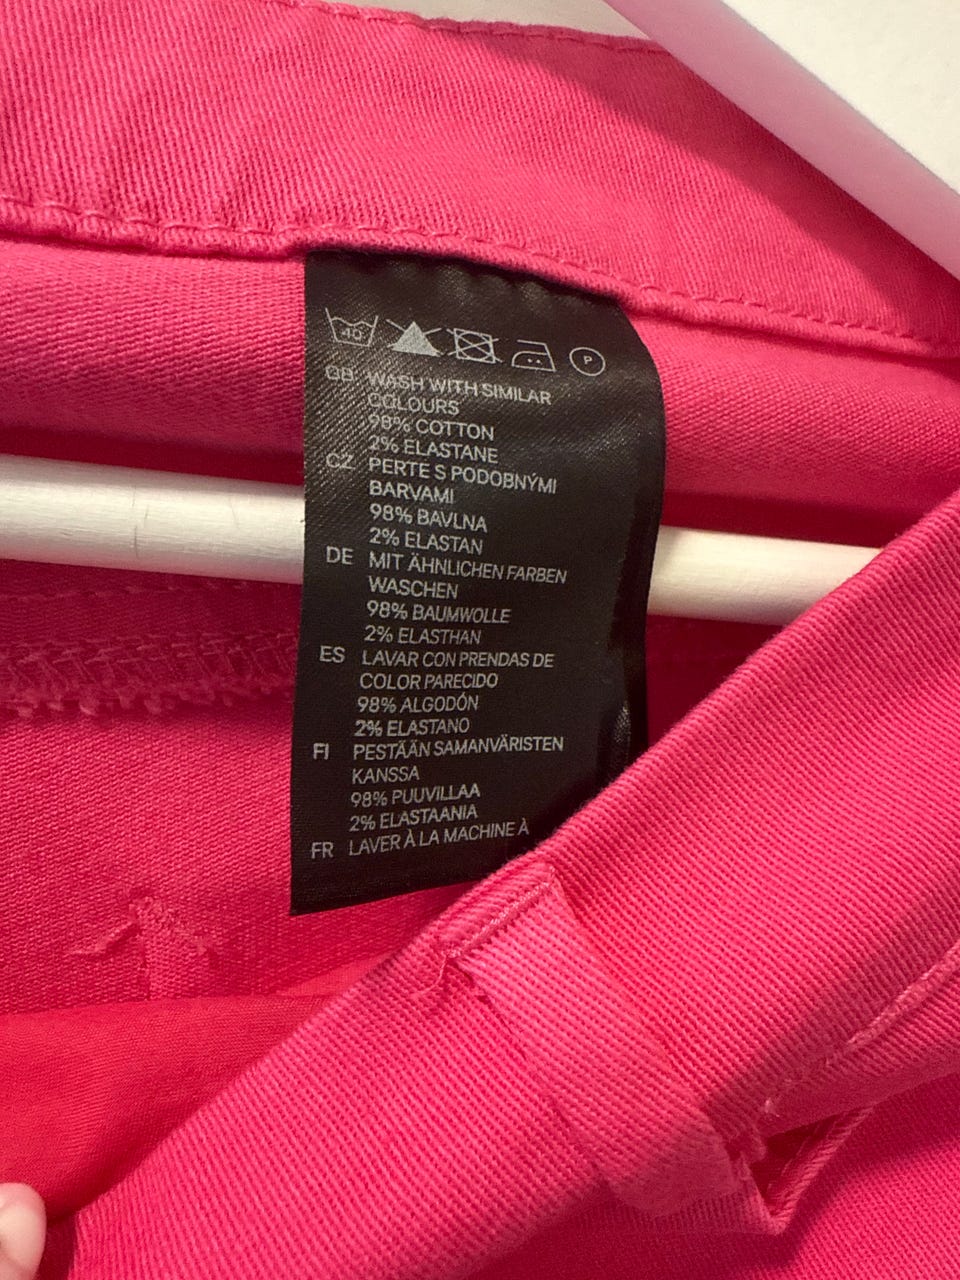 40
P
GB WASH WITH SIMILAR
COLOURS
98% COTTON
2% ELASTANE
CZ PERTE S PODOBNÝMI
BARVAMI
98% BAVLNA
2% ELASTAN
DE MIT ÄHNLICHEN FARBEN
WASCHEN
98% BAUMWOLLE
2% ELASTHAN
ES LAVAR CON PRENDAS DE
COLOR PARECIDO
98% ALGODÓN
2% ELASTANO
FI PESTÄÄN SAMANVÄRISTEN
KANSSA
98% PUUVILLAA
2% ELASTAANIA
FR LAVER À LA MACHINE À